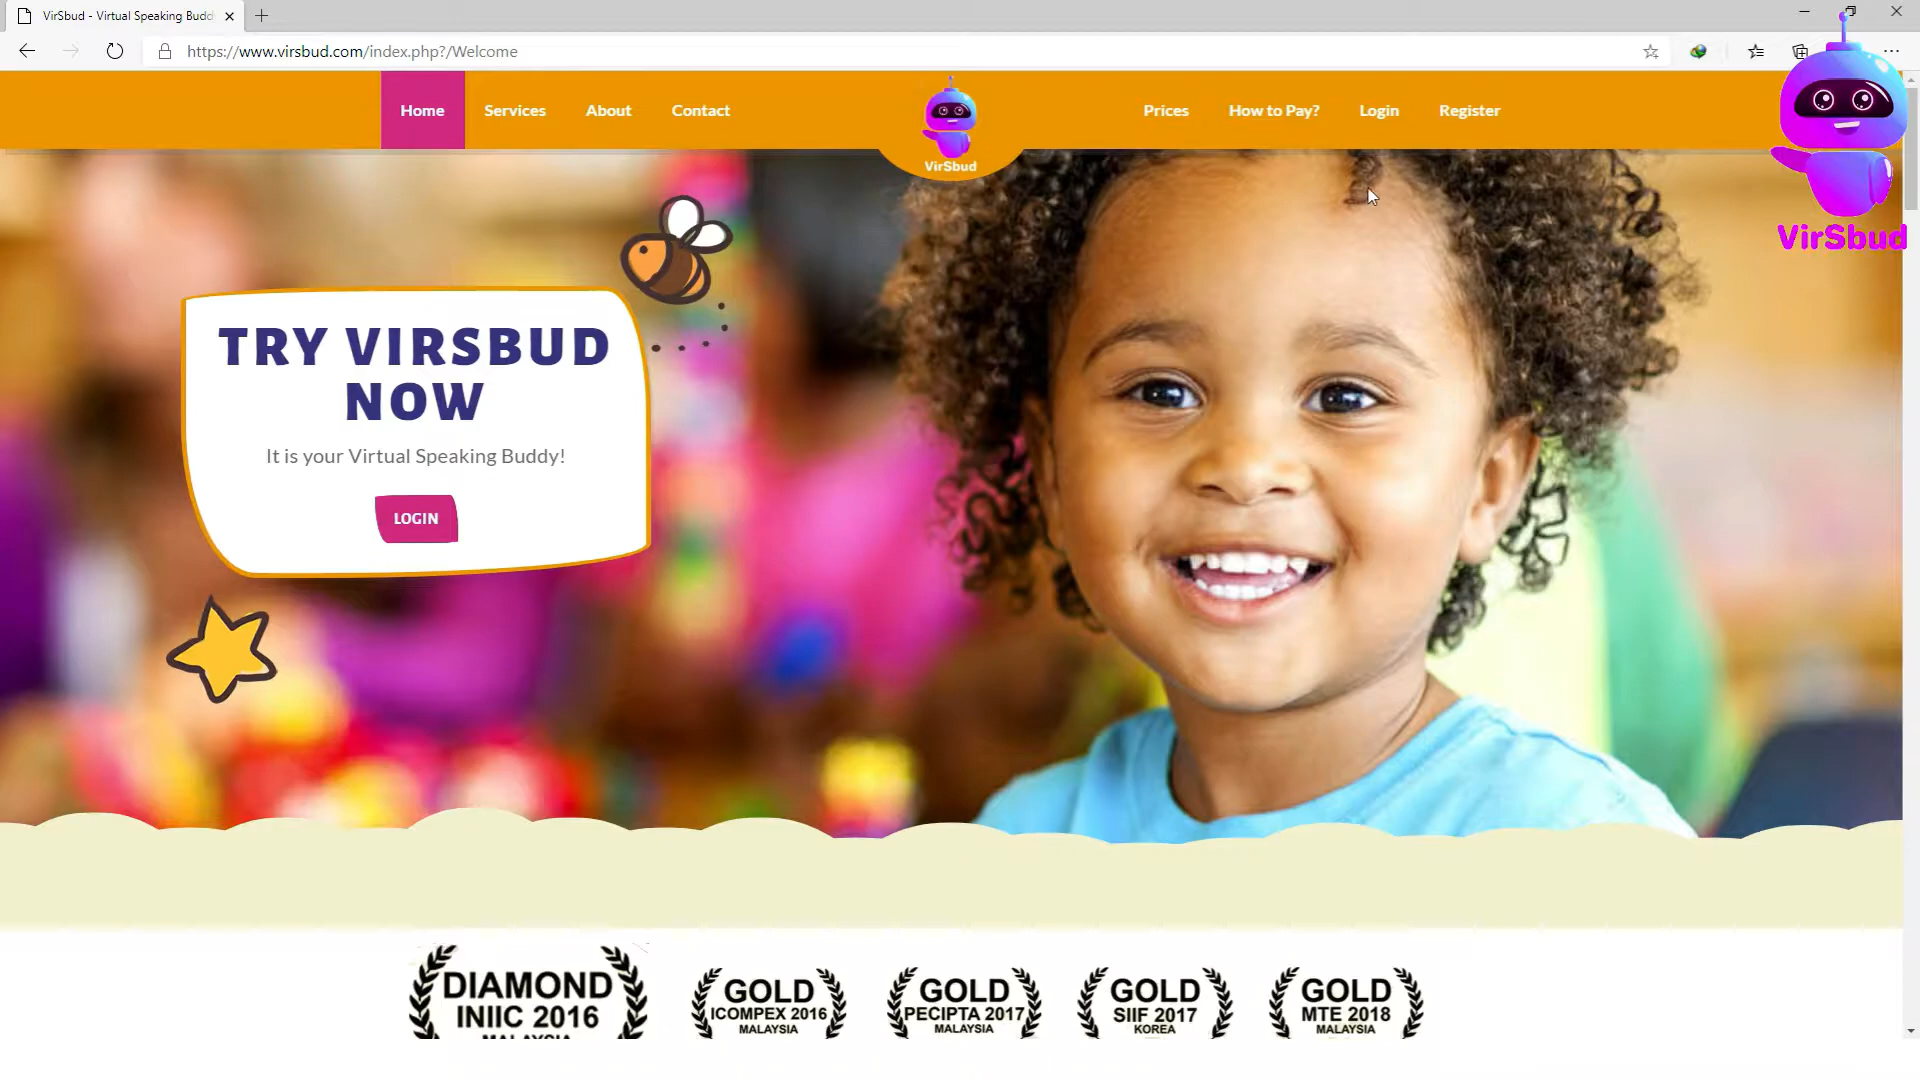 VirSbud - Virtual Speaking Budd
https://www.virsbud.com/index.php?/Welcome
Home
Services
About
Contact
VirSbud
Prices
How to Pay?
Login
Register
VirSbud
TRY VIRSBUD
NOW
It is your Virtual Speaking Buddy!
LOGIN
DIAMOND
INIIC 2016
MALAYSIA
GOLD
ICOMPEX 2016
MALAYSIA
GOLD
PECIPTA 2017
MALAYSIA
GOLD
SIIF 2017
KOREA
GOLD
MTE 2018
MALAYSIA